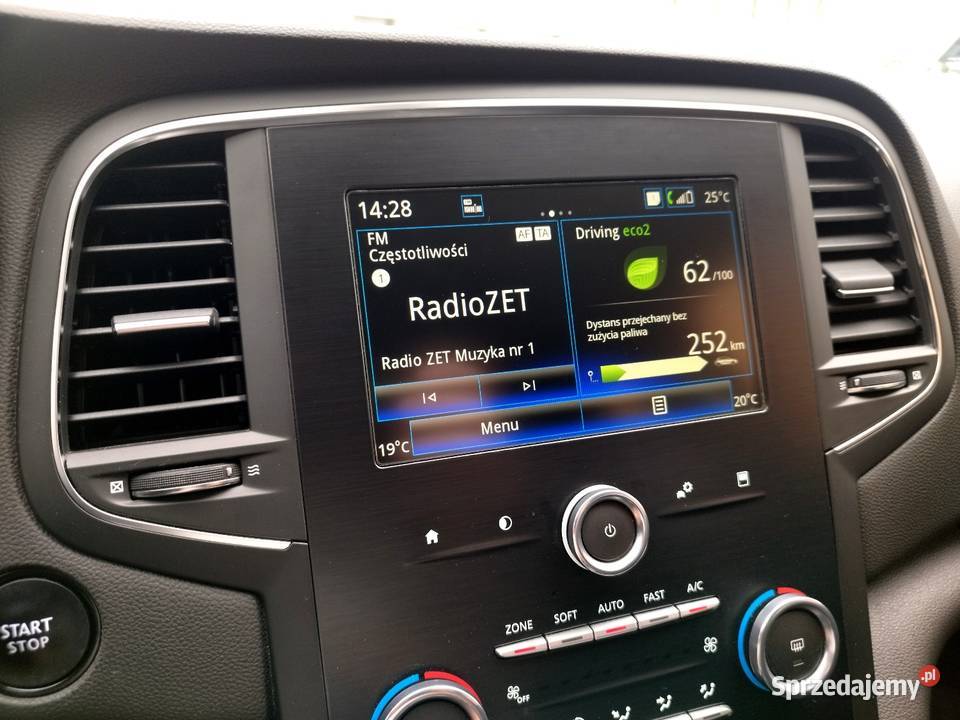 14:28
25°C
FM
AF TA
Częstotliwości
1
RadioZET
Radio ZET Muzyka nr 1
Driving eco2
62 /100
Dystans przejechany bez
zużycia paliwa
252 km
Menu
19°C
20°C
START
STOP
ZONE SOFT AUTO FAST A/C
OFF
Sprzedajemy.pl